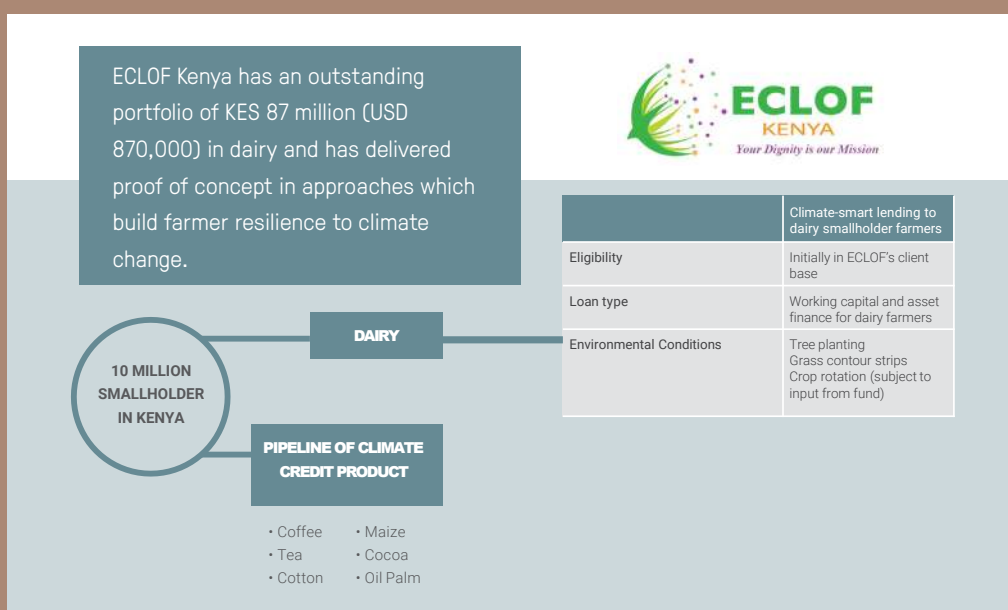 ECLOF Kenya has an outstanding
portfolio of KES 87 million (USD
870,000) in dairy and has delivered
proof of concept in approaches which
build farmer resilience to climate
change.
ECLOF
KENYA
Your Dignity is our Mission
Climate-smart lending to
dairy smallholder farmers
Eligibility
Initially in ECLOF's client
base
Loan type
Working capital and asset
finance for dairy farmers
Environmental Conditions
Tree planting
Grass contour strips
Crop rotation (subject to
input from fund)
DAIRY
10 MILLION
SMALLHOLDER
IN KENYA
PIPELINE OF CLIMATE
CREDIT PRODUCT
• Coffee
• Tea
• Cotton
• Maize
• Cocoa
• Oil Palm